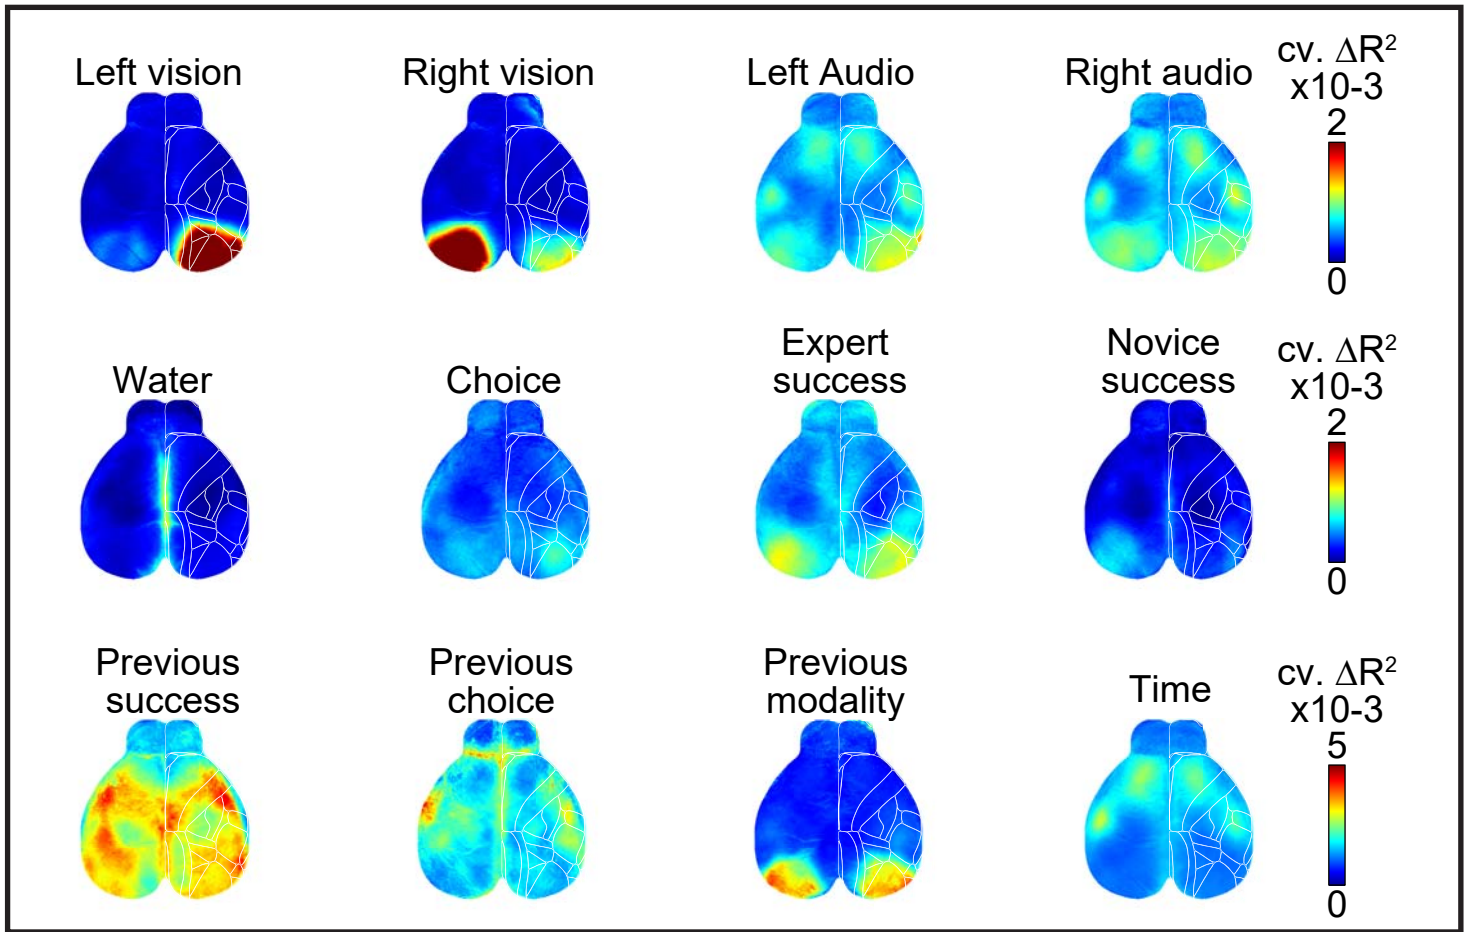 Left vision
Right vision
Left Audio
Right audio
cv. ΔR²
x10-3
2
0
Water
Choice
Expert
success
Novice
success
cv. ΔR²
x10-3
2
0
Previous
success
Previous
choice
Previous
modality
Time
cv. ΔR²
x10-3
5
0